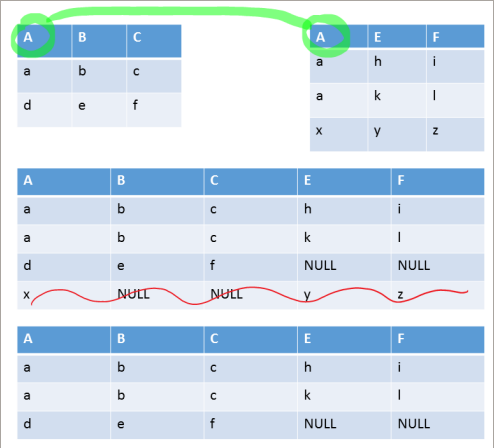 A B C
a b c
d e f
A E F
a h i
a k l
x y z
A B C E F
a b c h i
a b c k l
d e f NULL NULL
x NULL NULL y z
A B C E F
a b c h i
a b c k l
d e f NULL NULL